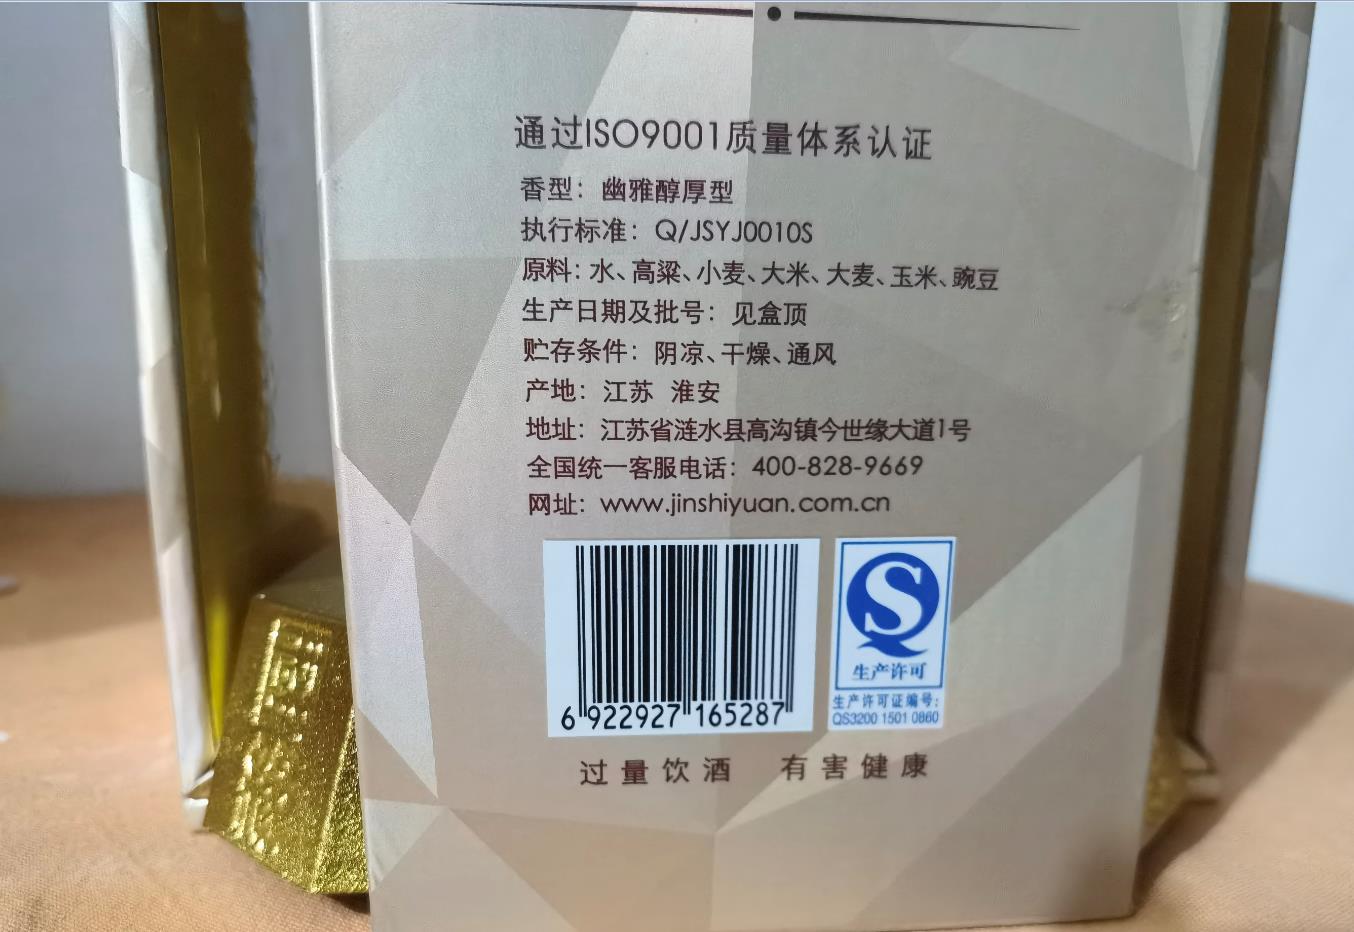 通过ISO9001质量体系认证
香型：幽雅醇厚型
执行标准：Q/JSYJ0010S
原料：水、高粱、小麦、大米、大麦、玉米、豌豆
生产日期及批号：见盒顶
贮存条件：阴凉、干燥、通风
产地：江苏 淮安
地址：江苏省涟水县高沟镇今世缘大道1号
全国统一客服电话：400-828-9669
网址：www.jinshiyuan.com.cn
6 922927 165287
生产许可
生产许可证编号:
QS3200 1501 0860
过量饮酒 有害健康